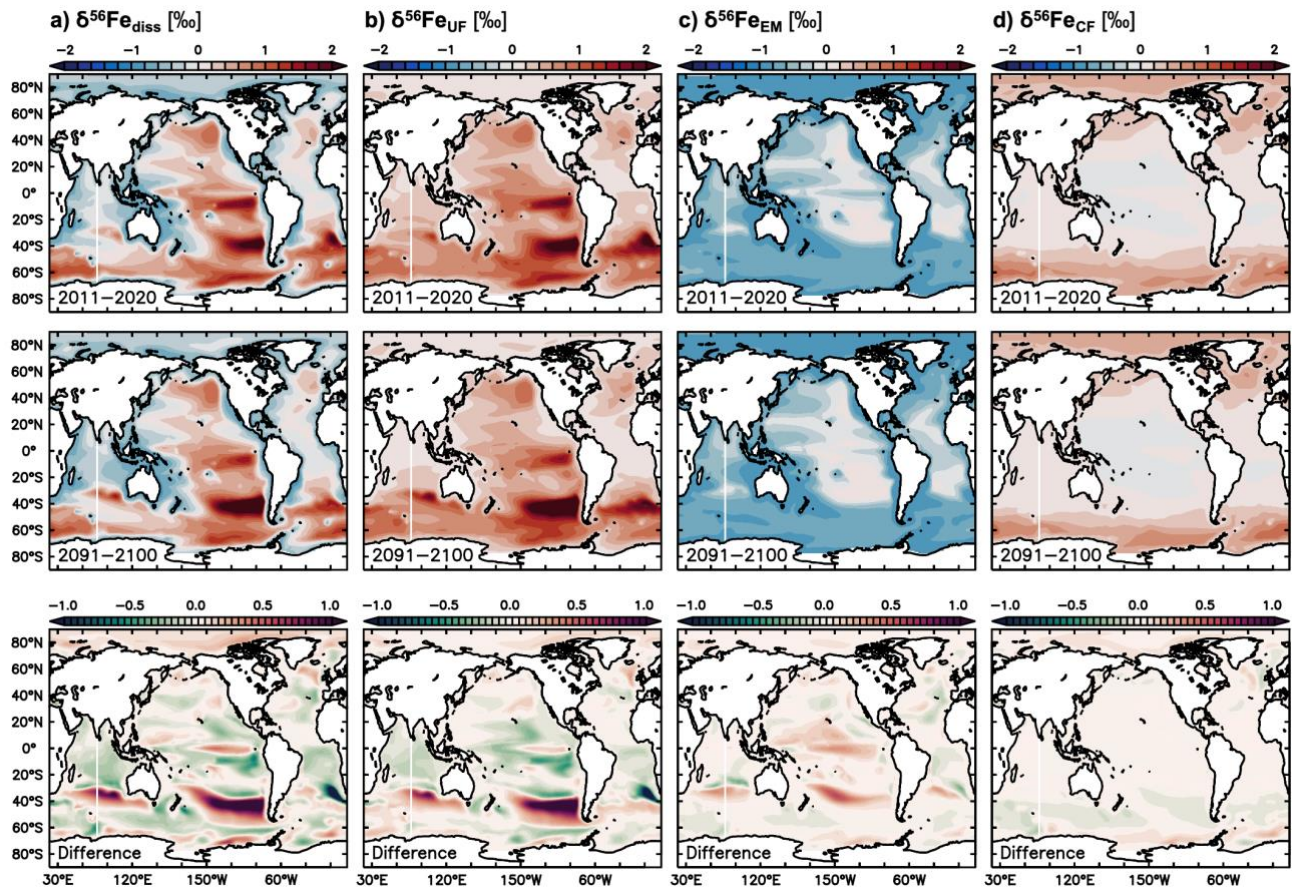 a) δ⁵⁶Fe_diss [‰] b) δ⁵⁶Fe_UF [‰] c) δ⁵⁶Fe_EM [‰] d) δ⁵⁶Fe_CF [‰]
−2 −1 0 1 2 −2 −1 0 1 2 −2 −1 0 1 2 −2 −1 0 1 2
80°N
60°N
40°N
20°N
0°
20°S
40°S
60°S
80°S
2011−2020 2011−2020 2011−2020 2011−2020
80°N
60°N
40°N
20°N
0°
20°S
40°S
60°S
80°S
2091−2100 2091−2100 2091−2100 2091−2100
−1.0 −0.5 0.0 0.5 1.0 −1.0 −0.5 0.0 0.5 1.0 −1.0 −0.5 0.0 0.5 1.0 −1.0 −0.5 0.0 0.5 1.0
80°N
60°N
40°N
20°N
0°
20°S
40°S
60°S
80°S
Difference Difference Difference Difference
30°E 120°E 150°W 60°W 30°E 120°E 150°W 60°W 30°E 120°E 150°W 60°W 30°E 120°E 150°W 60°W